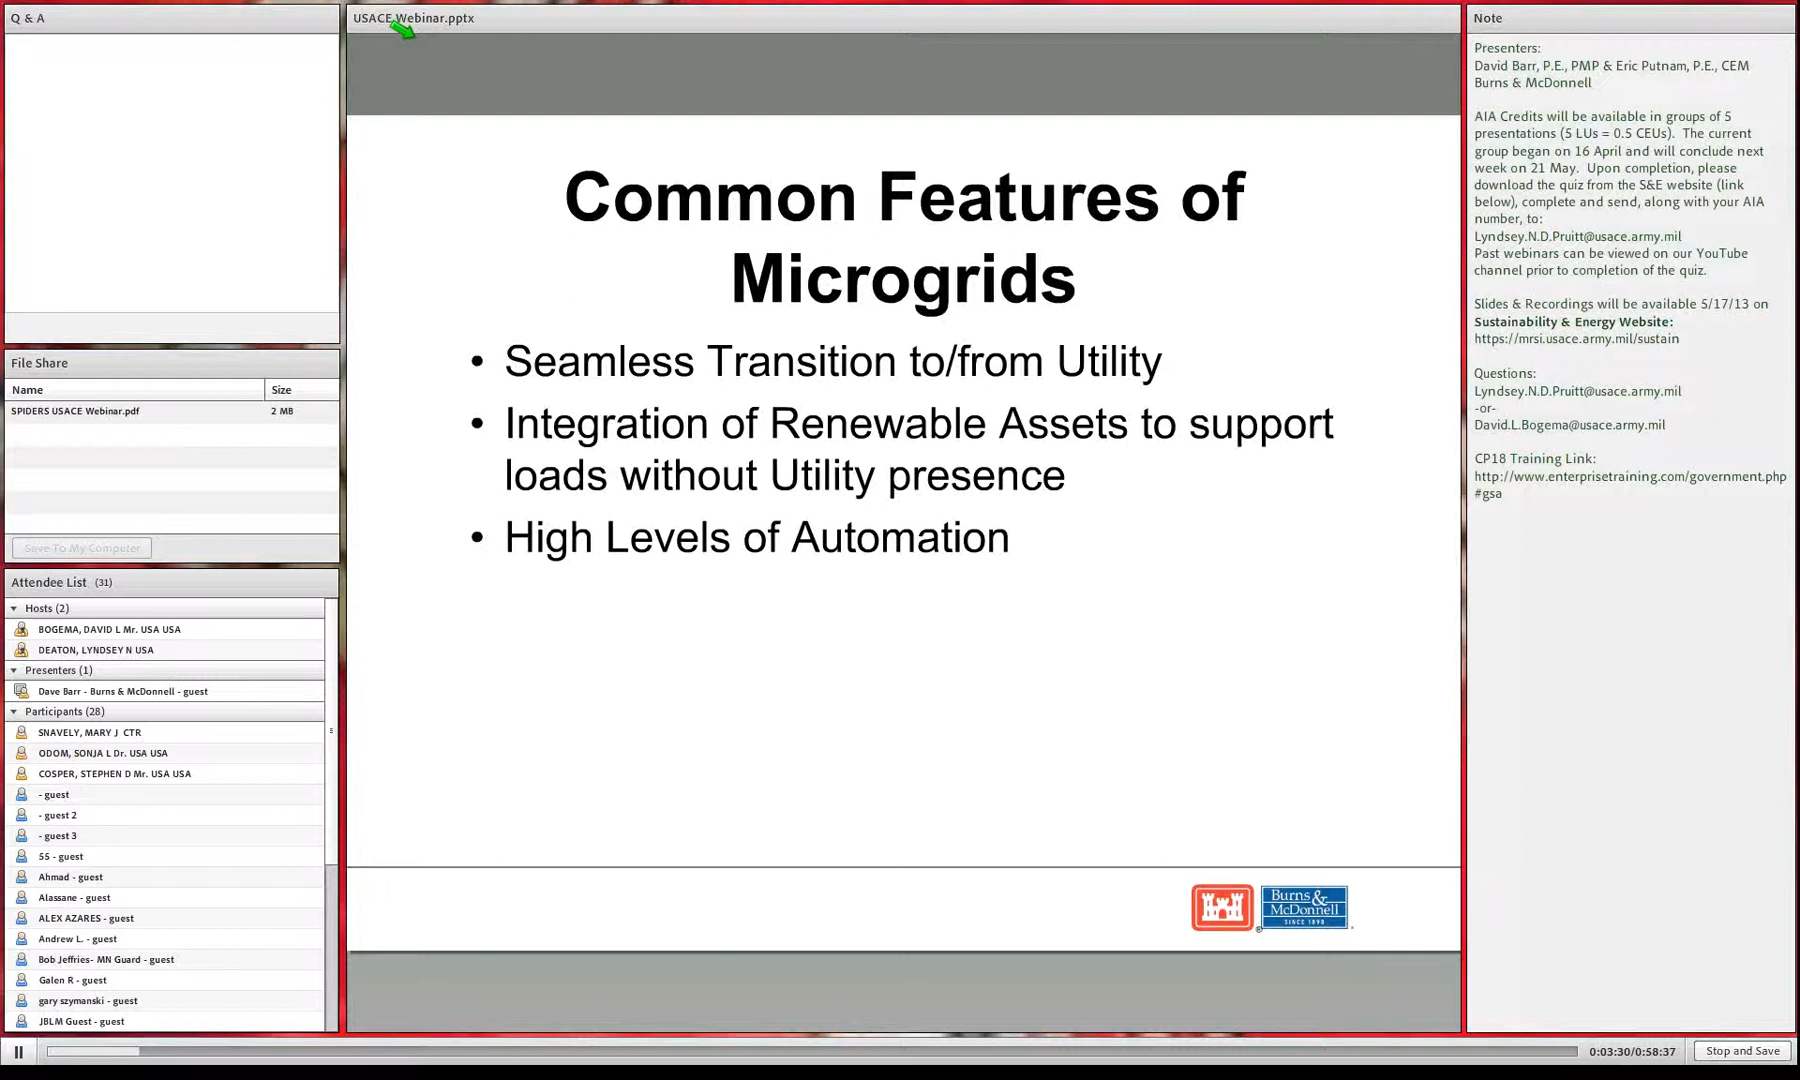 Q & A
USACE Webinar.pptx
Common Features of
Microgrids
• Seamless Transition to/from Utility
• Integration of Renewable Assets to support
loads without Utility presence
• High Levels of Automation
Burns &
McDonnell
SINCE 1898
File Share
Name Size
SPIDERS USACE Webinar.pdf 2 MB
Save To My Computer
Attendee List (31)
Hosts (2)
BOGEMA, DAVID L Mr. USA USA
DEATON, LYNDSEY N USA
Presenters (1)
Dave Barr - Burns & McDonnell - guest
Participants (28)
SNAVELY, MARY J CTR
ODOM, SONJA L Dr. USA USA
COSPER, STEPHEN D Mr. USA USA
- guest
- guest 2
- guest 3
55 - guest
Ahmad - guest
Alassane - guest
ALEX AZARES - guest
Andrew L. - guest
Bob Jeffries- MN Guard - guest
Galen R - guest
gary szymanski - guest
JBLM Guest - guest
Note
Presenters:
David Barr, P.E., PMP & Eric Putnam, P.E., CEM
Burns & McDonnell
AIA Credits will be available in groups of 5
presentations (5 LUs = 0.5 CEUs). The current
group began on 16 April and will conclude next
week on 21 May. Upon completion, please
download the quiz from the S&E website (link
below), complete and send, along with your AIA
number, to:
Lyndsey.N.D.Pruitt@usace.army.mil
Past webinars can be viewed on our YouTube
channel prior to completion of the quiz.
Slides & Recordings will be available 5/17/13 on
Sustainability & Energy Website:
https://mrsi.usace.army.mil/sustain
Questions:
Lyndsey.N.D.Pruitt@usace.army.mil
-or-
David.L.Bogema@usace.army.mil
CP18 Training Link:
http://www.enterprisetraining.com/government.php
#gsa
0:03:30/0:58:37
Stop and Save